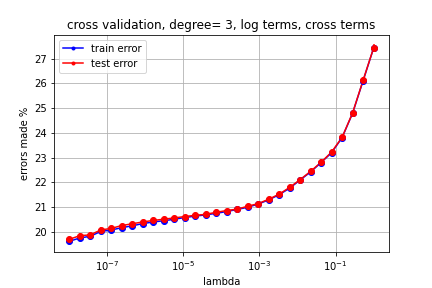 cross validation, degree= 3, log terms, cross terms
train error
test error
errors made %
27
26
25
24
23
22
21
20
10⁻⁷ 10⁻⁵ 10⁻³ 10⁻¹
lambda